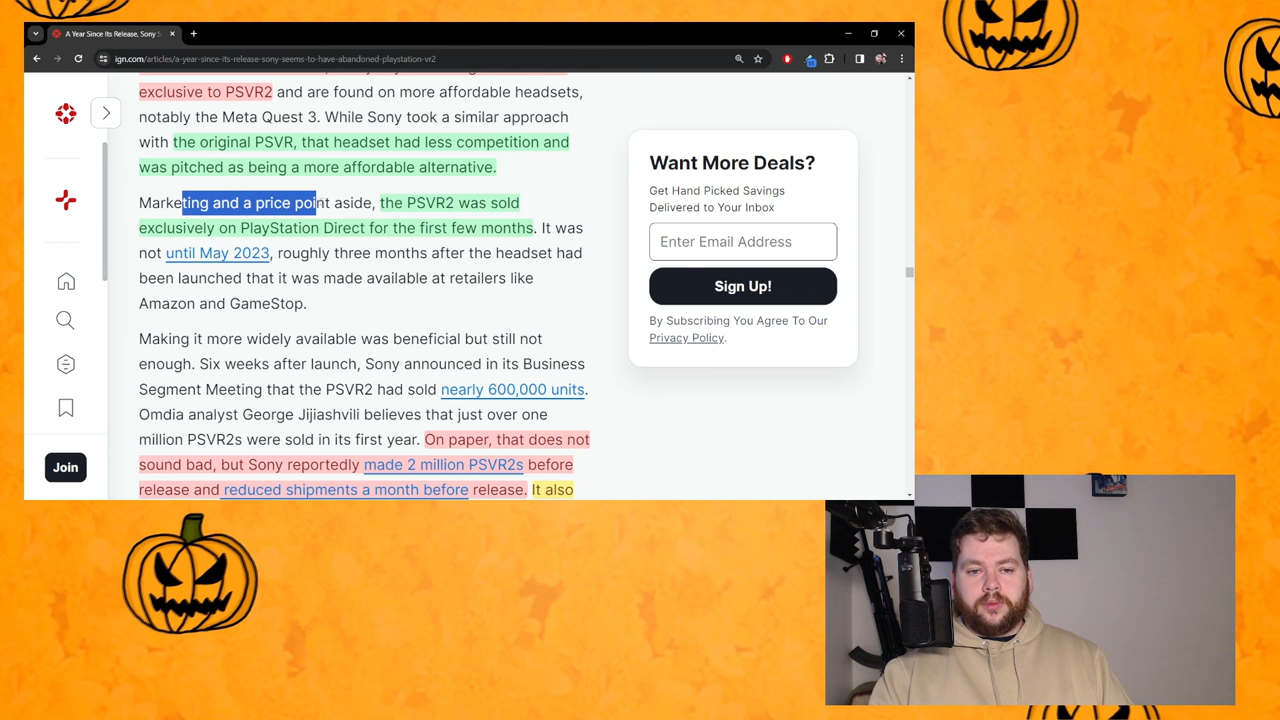 A Year Since Its Release, Sony S
ign.com/articles/a-year-since-its-release-sony-seems-to-have-abandoned-playstation-vr2
exclusive to PSVR2 and are found on more affordable headsets,
notably the Meta Quest 3. While Sony took a similar approach
with the original PSVR, that headset had less competition and
was pitched as being a more affordable alternative.
Marketing and a price point aside, the PSVR2 was sold
exclusively on PlayStation Direct for the first few months. It was
not until May 2023, roughly three months after the headset had
been launched that it was made available at retailers like
Amazon and GameStop.
Making it more widely available was beneficial but still not
enough. Six weeks after launch, Sony announced in its Business
Segment Meeting that the PSVR2 had sold nearly 600,000 units.
Omdia analyst George Jijiashvili believes that just over one
million PSVR2s were sold in its first year. On paper, that does not
sound bad, but Sony reportedly made 2 million PSVR2s before
release and reduced shipments a month before release. It also
Join
Want More Deals?
Get Hand Picked Savings
Delivered to Your Inbox
Enter Email Address
Sign Up!
By Subscribing You Agree To Our
Privacy Policy.